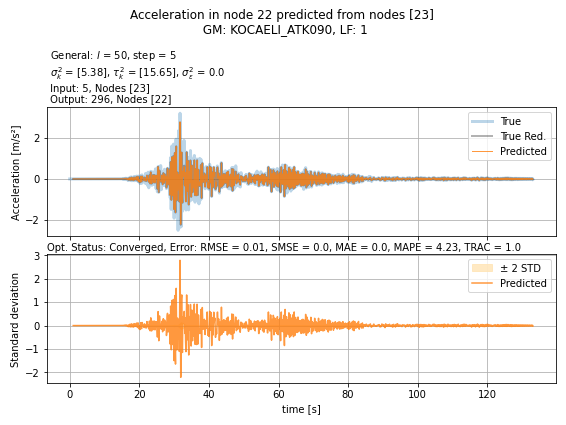 Acceleration in node 22 predicted from nodes [23]
GM: KOCAELI_ATK090, LF: 1
General: l = 50, step = 5
σ²ₖ = [5.38], τ²ₖ = [15.65], σ²ε = 0.0
Input: 5, Nodes [23]
Output: 296, Nodes [22]
True
True Red.
Predicted
Acceleration [m/s²]
2
0
−2
Opt. Status: Converged, Error: RMSE = 0.01, SMSE = 0.0, MAE = 0.0, MAPE = 4.23, TRAC = 1.0
± 2 STD
Predicted
Standard deviation
3
2
1
0
−1
−2
0 20 40 60 80 100 120
time [s]